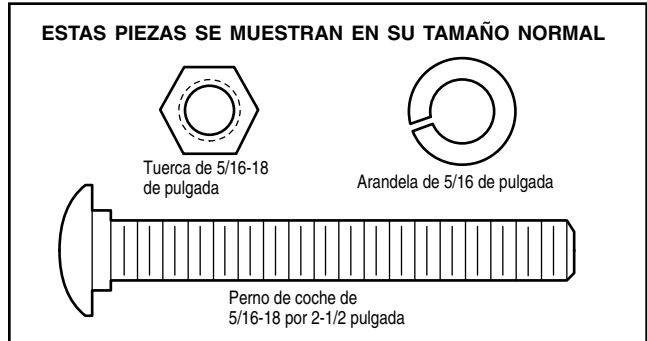 ESTAS PIEZAS SE MUESTRAN EN SU TAMAÑO NORMAL
Tuerca de 5/16-18
de pulgada
Arandela de 5/16 de pulgada
Perno de coche de
5/16-18 por 2-1/2 pulgada